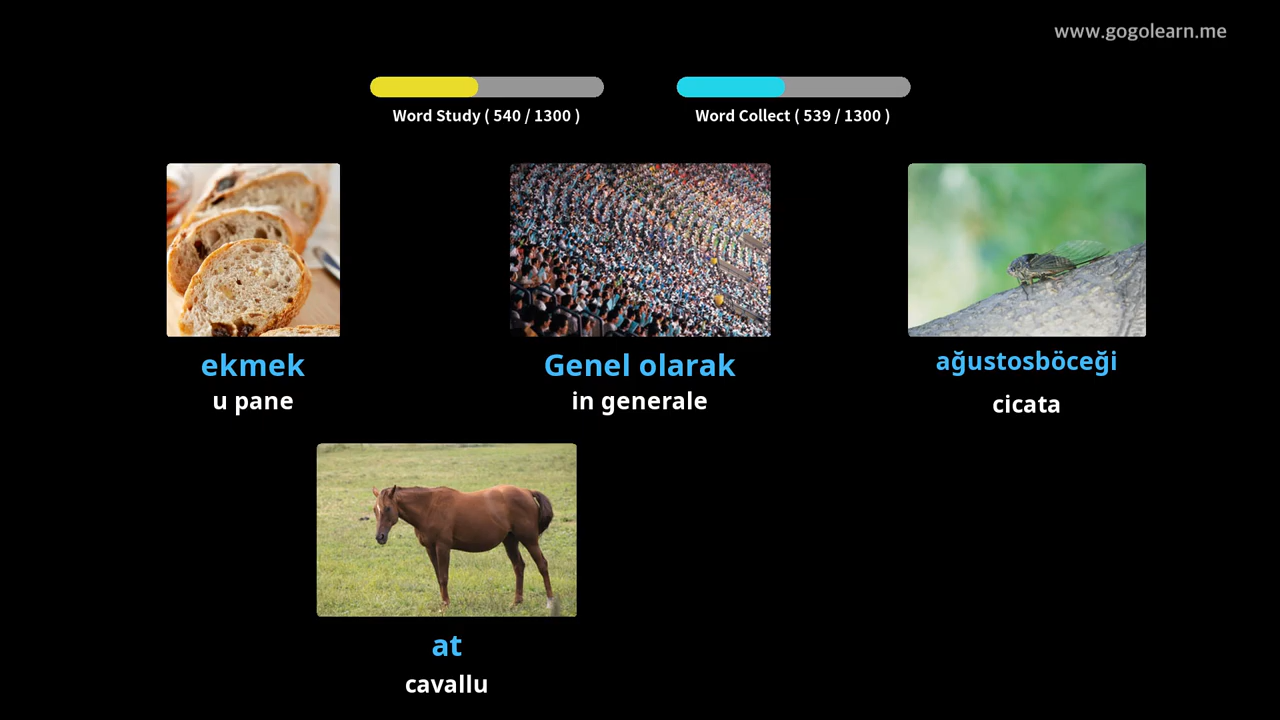 www.gogolearn.me
Word Study ( 540 / 1300 )
Word Collect ( 539 / 1300 )
ekmek
u pane
Genel olarak
in generale
ağustosböceği
cicata
at
cavallu